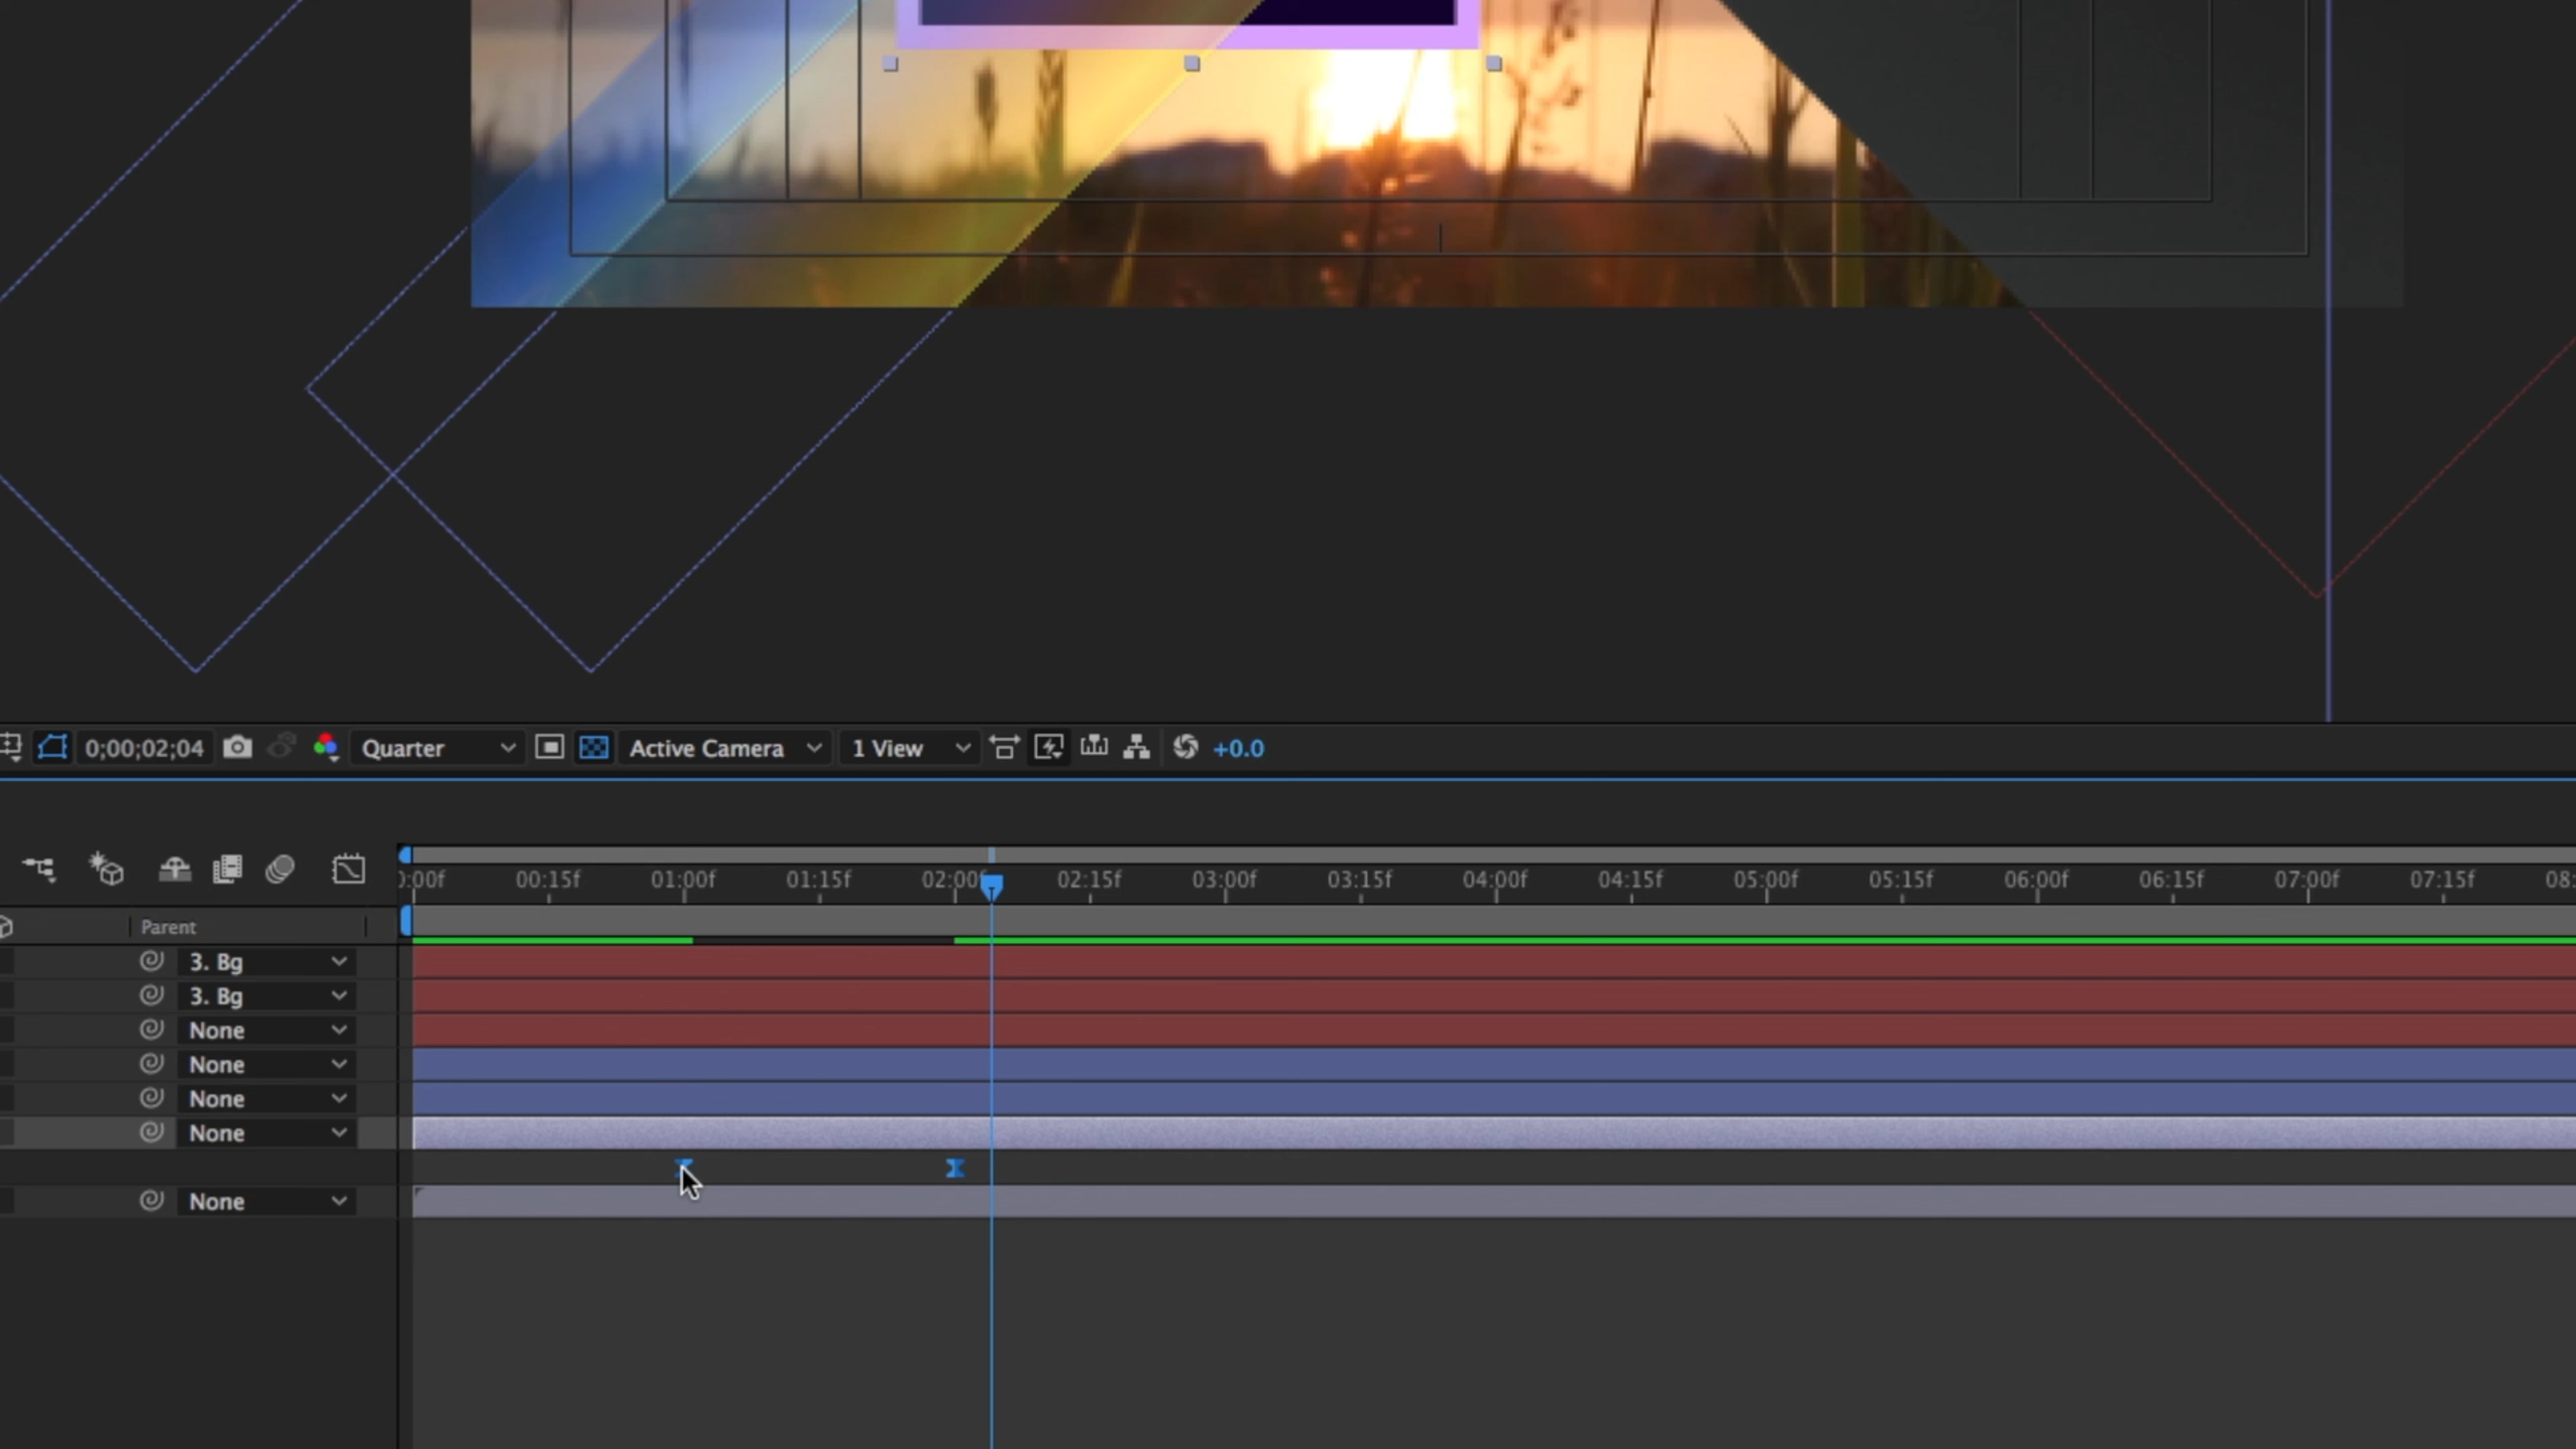 0;00;02;04 Quarter Active Camera 1 View +0.0
:00f 00:15f 01:00f 01:15f 02:00f 02:15f 03:00f 03:15f 04:00f 04:15f 05:00f 05:15f 06:00f 06:15f 07:00f 07:15f 08:
Parent
3. Bg
3. Bg
None
None
None
None
None